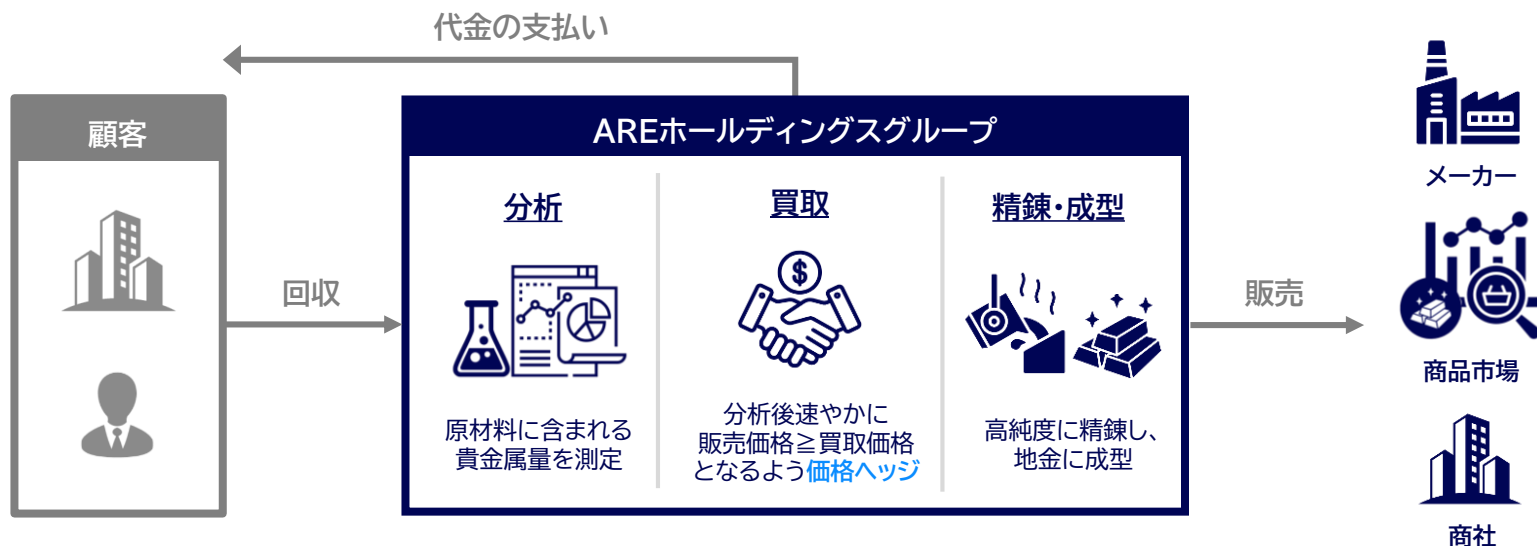 代金の支払い
顧客
回収
AREホールディングスグループ
分析
原材料に含まれる
貴金属量を測定
買取
$
分析後速やかに
販売価格≧買取価格
となるよう価格ヘッジ
精錬・成型
高純度に精錬し、
地金に成型
販売
メーカー
商品市場
商社